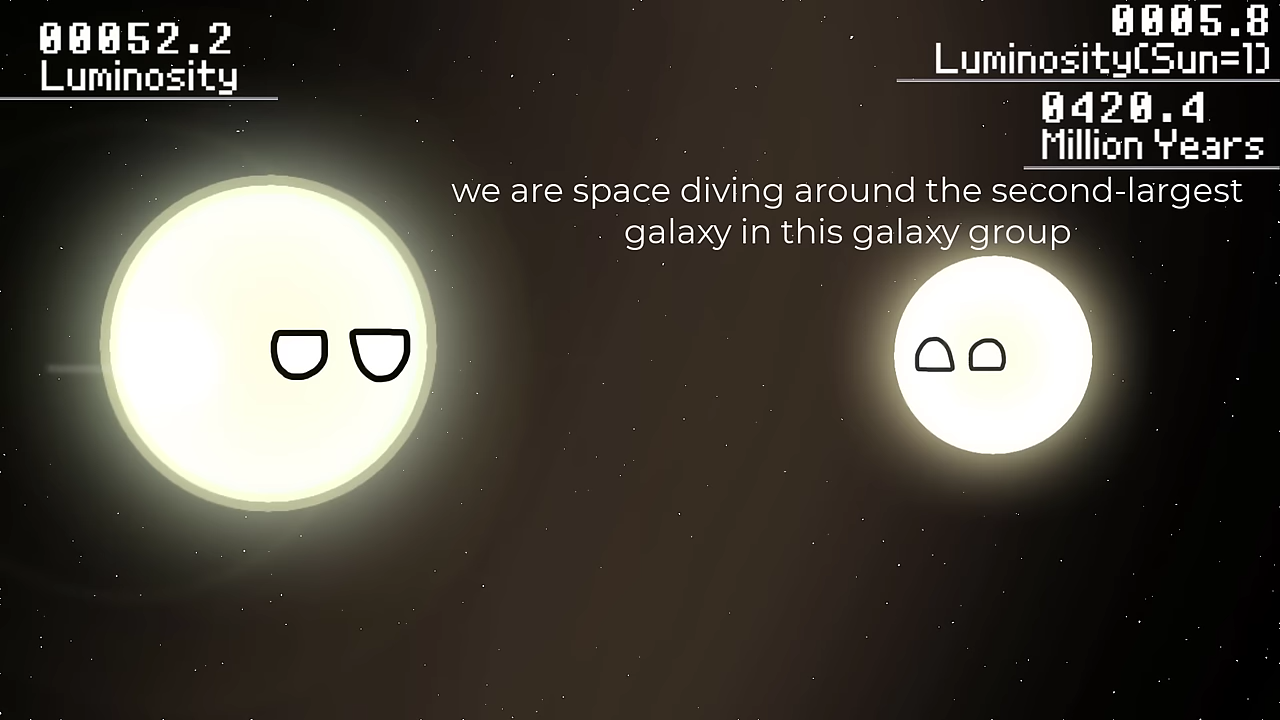 00052.2
Luminosity
0005.8
Luminosity(Sun=1)
0420.4
Million Years
we are space diving around the second-largest
galaxy in this galaxy group